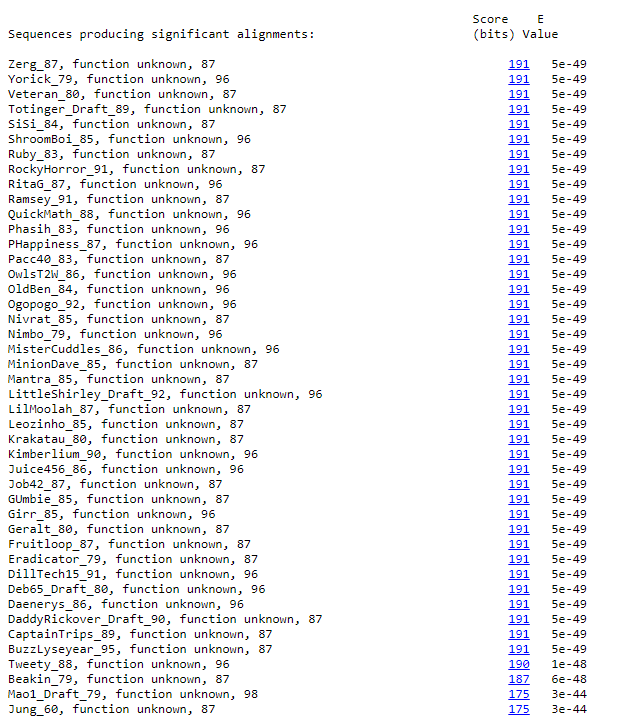 Score E
Sequences producing significant alignments: (bits) Value
Zerg_87, function unknown, 87 191 5e-49
Yorick_79, function unknown, 96 191 5e-49
Veteran_80, function unknown, 87 191 5e-49
Totinger_Draft_89, function unknown, 87 191 5e-49
SiSi_84, function unknown, 87 191 5e-49
ShroomBoi_85, function unknown, 96 191 5e-49
Ruby_83, function unknown, 87 191 5e-49
RockyHorror_91, function unknown, 87 191 5e-49
RitaG_87, function unknown, 96 191 5e-49
Ramsey_91, function unknown, 87 191 5e-49
QuickMath_88, function unknown, 96 191 5e-49
Phasih_83, function unknown, 96 191 5e-49
PHappiness_87, function unknown, 96 191 5e-49
Pacc40_83, function unknown, 87 191 5e-49
OwlsT2W_86, function unknown, 96 191 5e-49
OldBen_84, function unknown, 96 191 5e-49
Ogopogo_92, function unknown, 96 191 5e-49
Nivrat_85, function unknown, 87 191 5e-49
Nimbo_79, function unknown, 96 191 5e-49
MisterCuddles_86, function unknown, 96 191 5e-49
MinionDave_85, function unknown, 87 191 5e-49
Mantra_85, function unknown, 87 191 5e-49
LittleShirley_Draft_92, function unknown, 96 191 5e-49
LilMoolah_87, function unknown, 87 191 5e-49
Leozinho_85, function unknown, 87 191 5e-49
Krakatau_80, function unknown, 87 191 5e-49
Kimberlium_90, function unknown, 96 191 5e-49
Juice456_86, function unknown, 96 191 5e-49
Job42_87, function unknown, 87 191 5e-49
GUmbie_85, function unknown, 87 191 5e-49
Girr_85, function unknown, 96 191 5e-49
Geralt_80, function unknown, 87 191 5e-49
Fruitloop_87, function unknown, 87 191 5e-49
Eradicator_79, function unknown, 87 191 5e-49
DillTech15_91, function unknown, 96 191 5e-49
Deb65_Draft_80, function unknown, 96 191 5e-49
Daenerys_86, function unknown, 96 191 5e-49
DaddyRickover_Draft_90, function unknown, 87 191 5e-49
CaptainTrips_89, function unknown, 87 191 5e-49
BuzzLyseyear_95, function unknown, 87 191 5e-49
Tweety_88, function unknown, 96 190 1e-48
Beakin_79, function unknown, 87 187 6e-48
Mao1_Draft_79, function unknown, 98 175 3e-44
Jung_60, function unknown, 87 175 3e-44